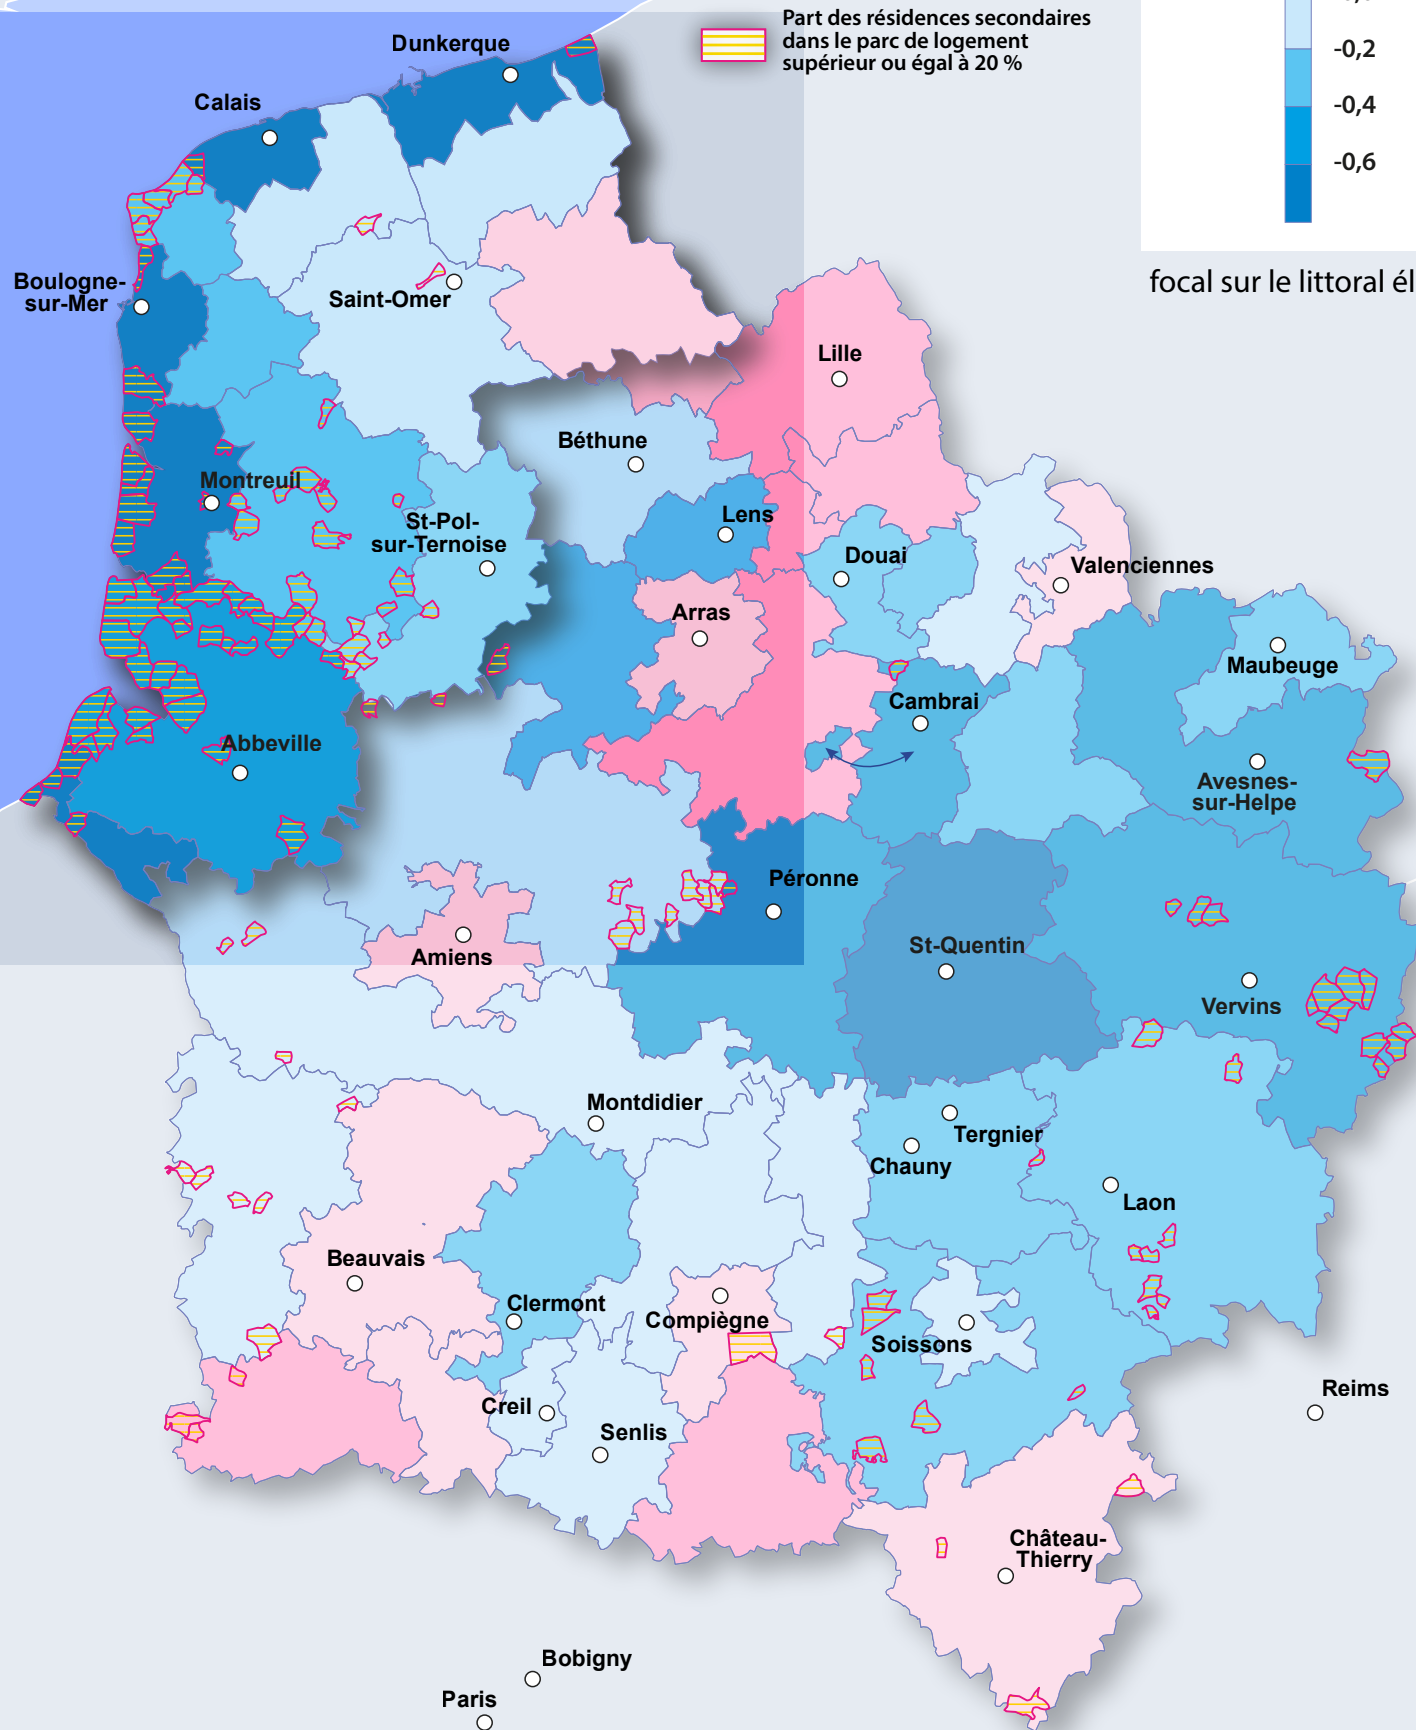 Part des résidences secondaires
dans le parc de logement
supérieur ou égal à 20 %
-0,2
-0,4
-0,6
focal sur le littoral él
Dunkerque
Calais
Boulogne-
sur-Mer
Saint-Omer
Lille
Béthune
Montreuil
Lens
St-Pol-
sur-Ternoise
Douai
Valenciennes
Arras
Maubeuge
Cambrai
Abbeville
Avesnes-
sur-Helpe
Péronne
St-Quentin
Amiens
Vervins
Montdidier
Tergnier
Chauny
Laon
Beauvais
Clermont
Compiègne
Soissons
Reims
Creil
Senlis
Château-
Thierry
Bobigny
Paris